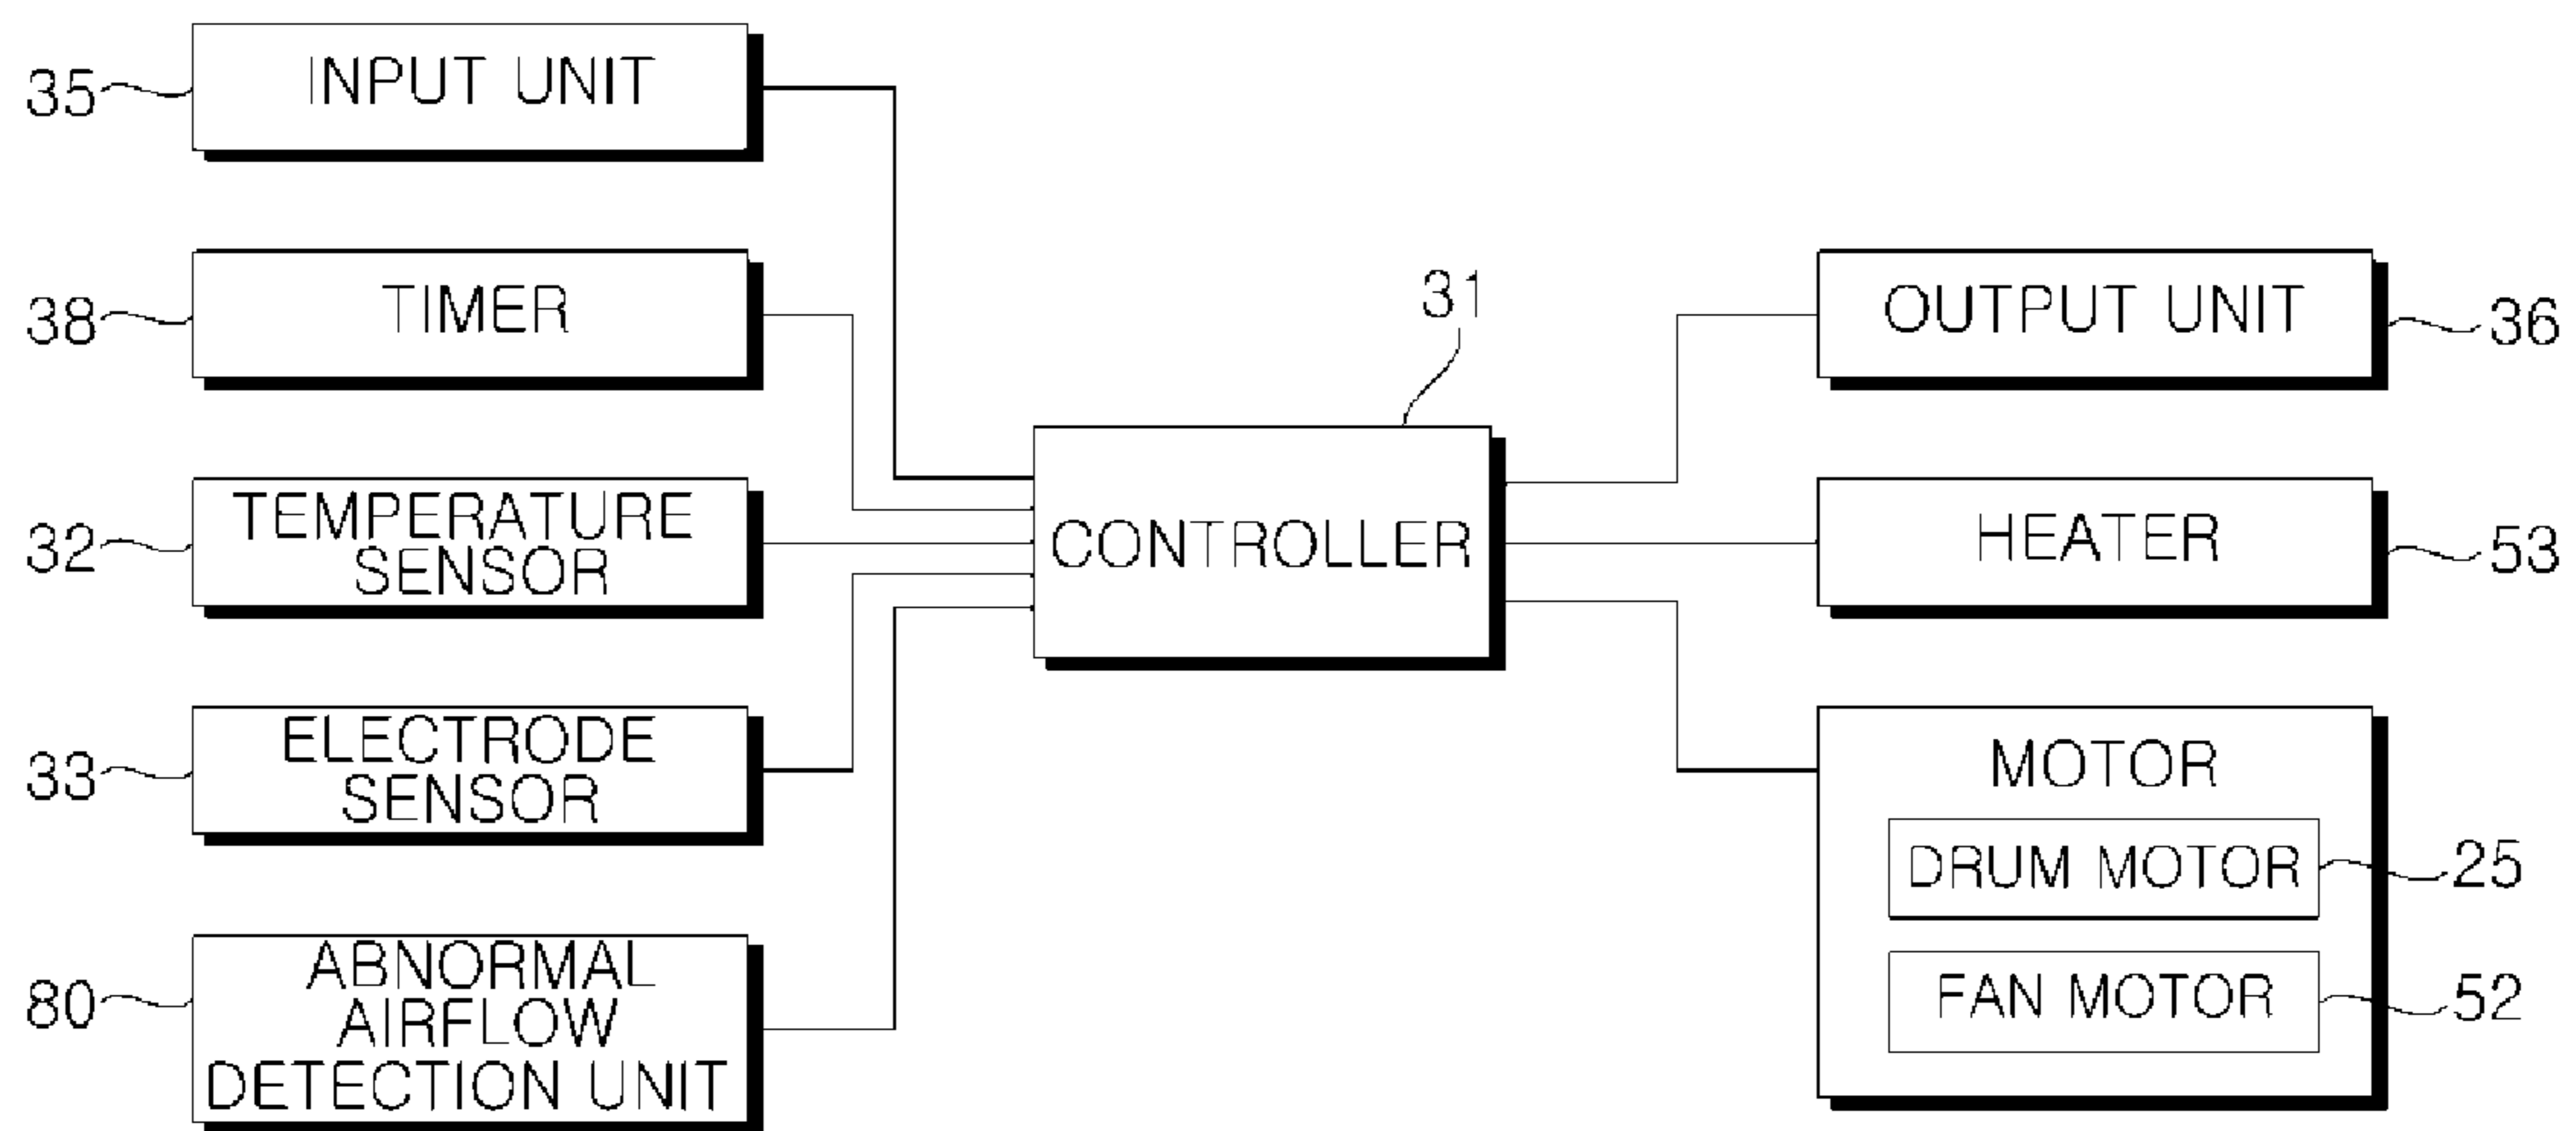 35
INPUT UNIT
38
TIMER
32
TEMPERATURE
SENSOR
33
ELECTRODE
SENSOR
80
ABNORMAL
AIRFLOW
DETECTION UNIT
31
CONTROLLER
OUTPUT UNIT
36
HEATER
53
MOTOR
DRUM MOTOR
25
FAN MOTOR
52